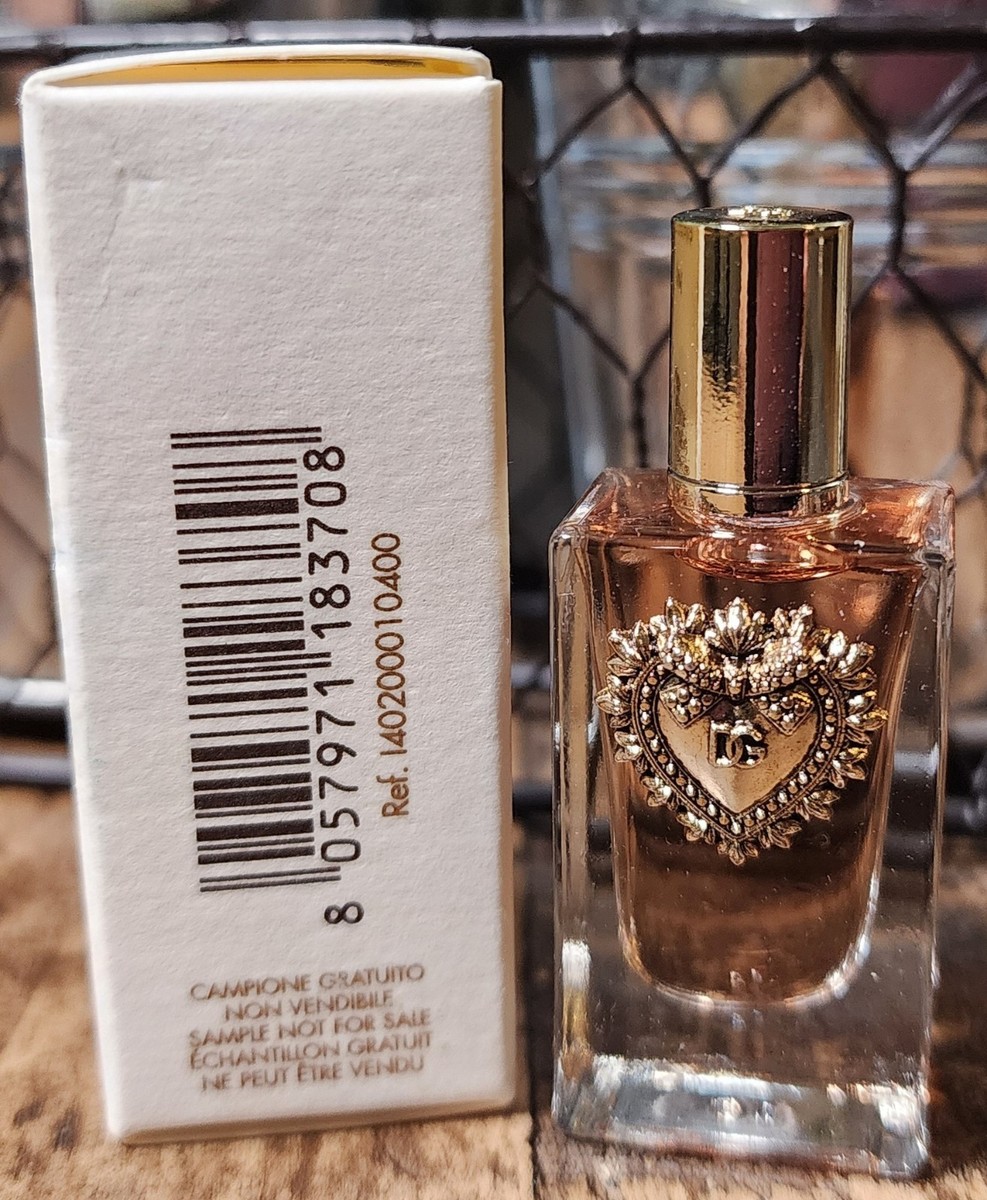 8 057971 183708
Ref. I40200010400
CAMPIONE GRATUITO
NON VENDIBILE
SAMPLE NOT FOR SALE
ÉCHANTILLON GRATUIT
NE PEUT ÊTRE VENDU
DG